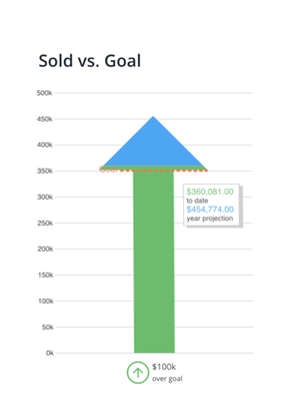 Sold vs. Goal
500k
450k
400k
350k
Goal
300k
$360,081.00
to date
$454,774.00
year projection
250k
200k
150k
100k
50k
0k
$100k
over goal